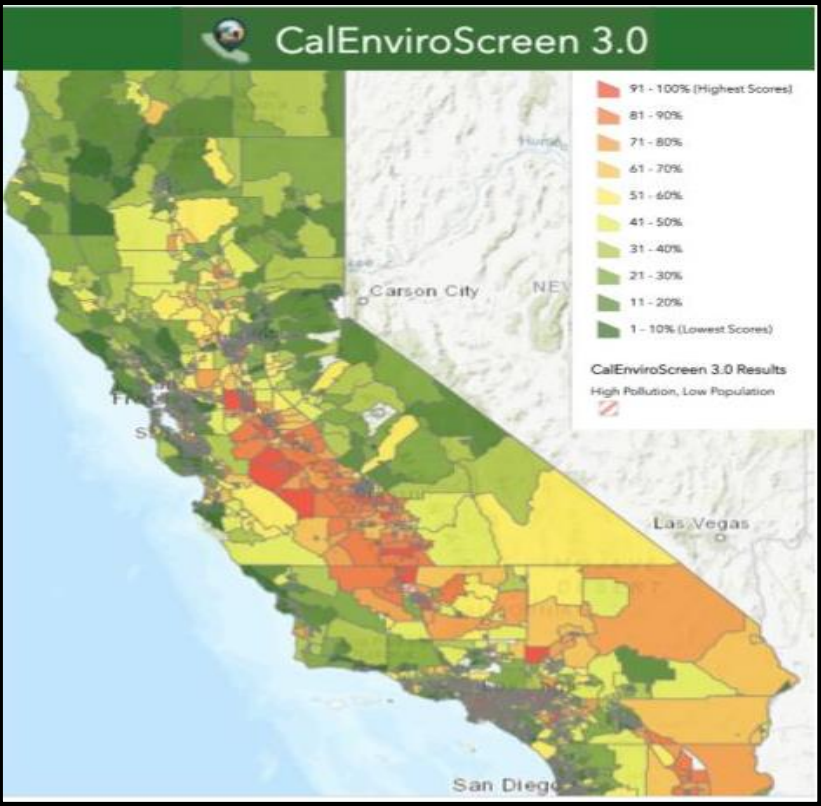 CalEnviroScreen 3.0
91 - 100% (Highest Scores)
81 - 90%
71 - 80%
61 - 70%
51 - 60%
41 - 50%
31 - 40%
21 - 30%
11 - 20%
1 - 10% (Lowest Scores)
CalEnviroScreen 3.0 Results
High Pollution, Low Population
Carson City
NEV
Las Vegas
San Diego